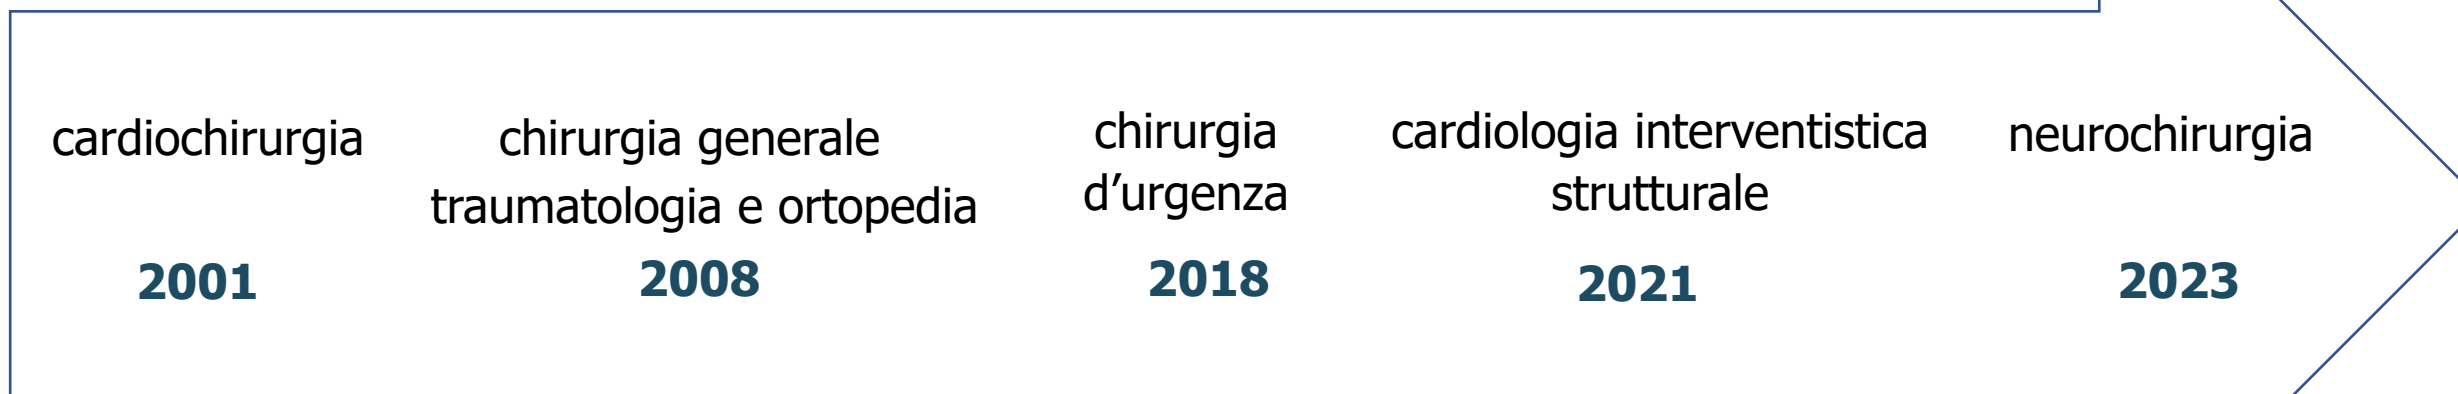 cardiochirurgia
2001
chirurgia generale
traumatologia e ortopedia
2008
chirurgia
d’urgenza
2018
cardiologia interventistica
strutturale
2021
neurochirurgia
2023